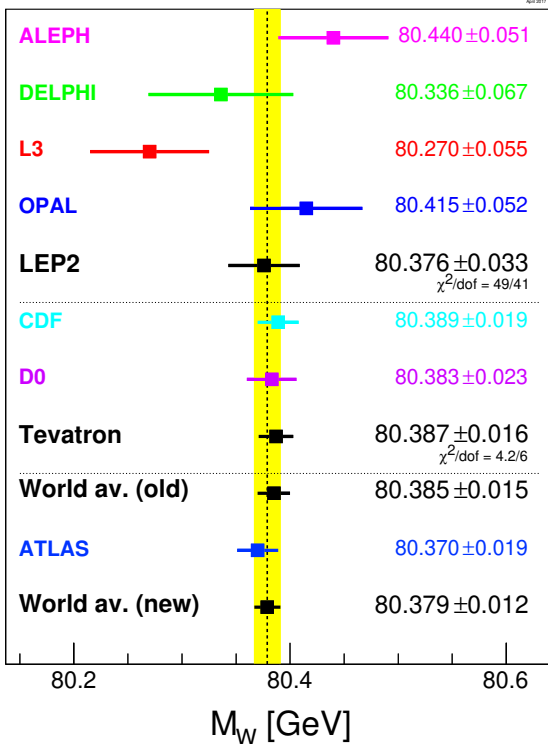 April 2017
ALEPH 80.440±0.051
DELPHI 80.336±0.067
L3 80.270±0.055
OPAL 80.415±0.052
LEP2 80.376±0.033
χ²/dof = 49/41
CDF 80.389±0.019
D0 80.383±0.023
Tevatron 80.387±0.016
χ²/dof = 4.2/6
World av. (old) 80.385±0.015
ATLAS 80.370±0.019
World av. (new) 80.379±0.012
80.2 80.4 80.6
M_W [GeV]